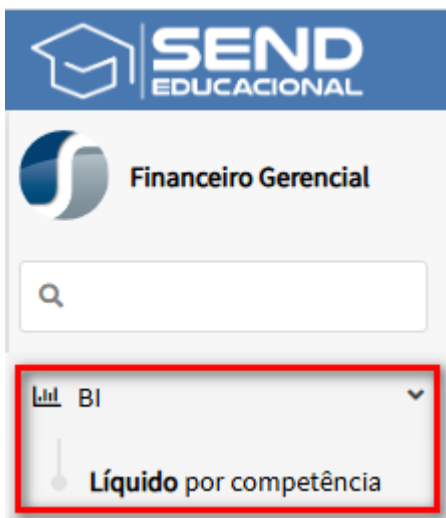 SEND
EDUCACIONAL
Financeiro Gerencial
BI
Líquido por competência